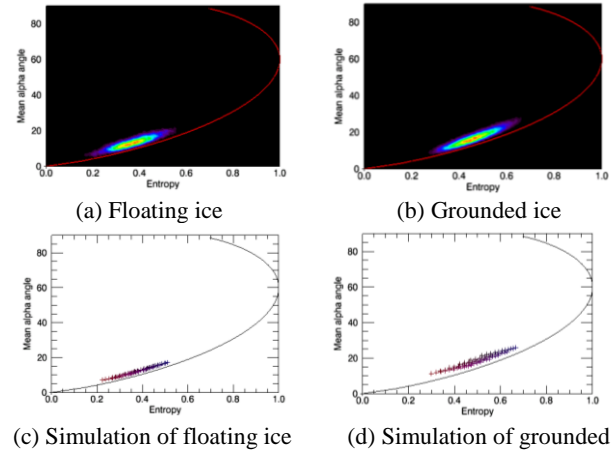 Mean alpha angle
80
60
40
20
0
0.0 0.2 0.4 0.6 0.8 1.0
Entropy
(a) Floating ice
Mean alpha angle
80
60
40
20
0
0.0 0.2 0.4 0.6 0.8 1.0
Entropy
(b) Grounded ice
Mean alpha angle
80
60
40
20
0
0.0 0.2 0.4 0.6 0.8 1.0
Entropy
(c) Simulation of floating ice
Mean alpha angle
80
60
40
20
0
0.0 0.2 0.4 0.6 0.8 1.0
Entropy
(d) Simulation of grounded